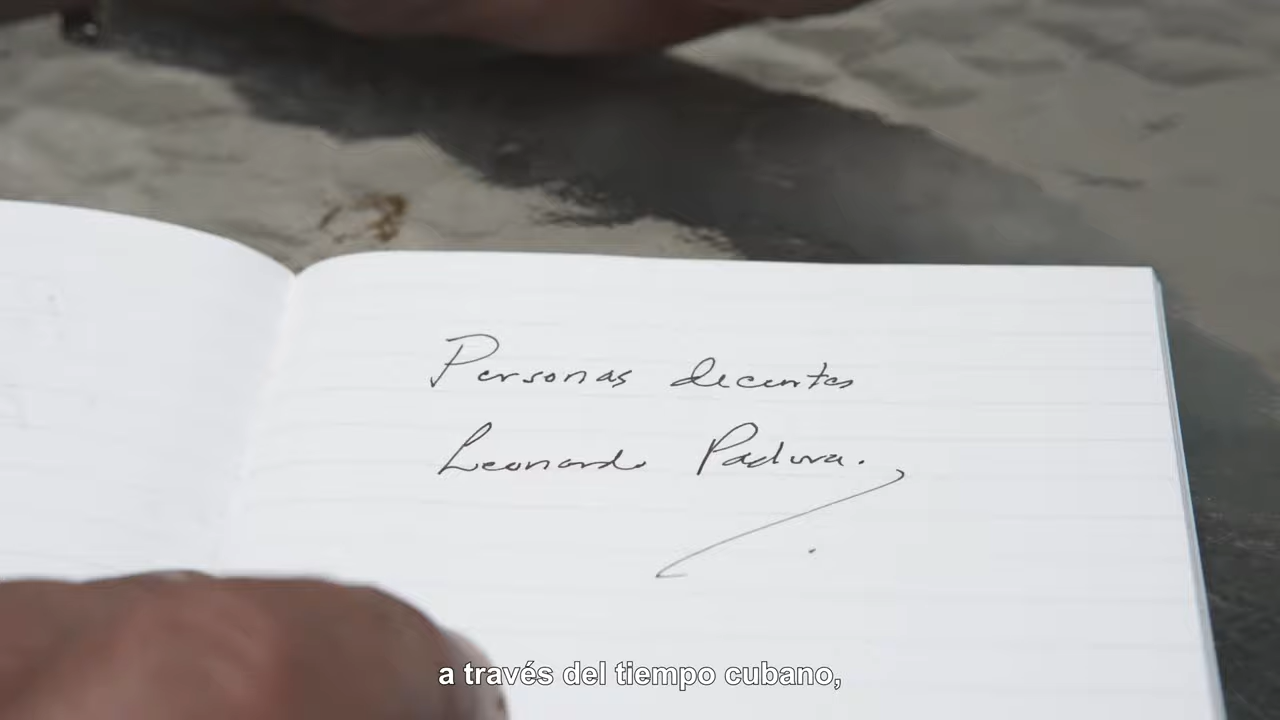 Personas decentes
Leonardo Padura.
a través del tiempo cubano,